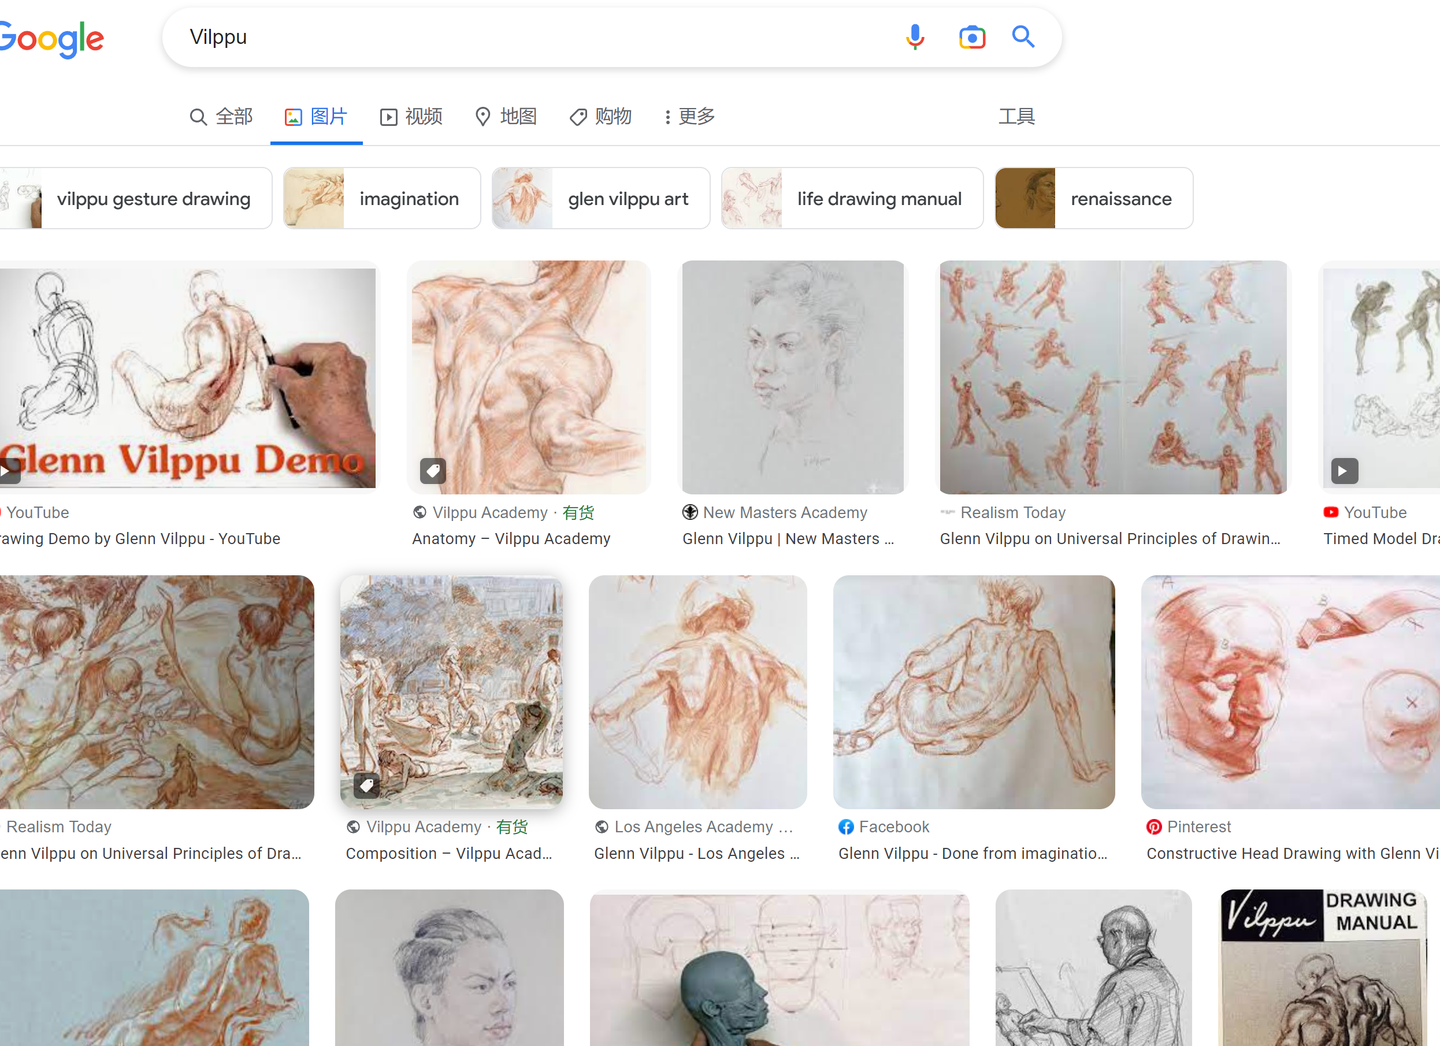 Google
Vilppu
全部
图片
视频
地图
购物
更多
工具
vilppu gesture drawing
imagination
glen vilppu art
life drawing manual
renaissance
Glenn Vilppu Demo
YouTube
rawing Demo by Glenn Vilppu - YouTube
Vilppu Academy · 有货
Anatomy – Vilppu Academy
New Masters Academy
Glenn Vilppu | New Masters ...
Realism Today
Glenn Vilppu on Universal Principles of Drawin...
YouTube
Timed Model Dra
A
B
B
Realism Today
enn Vilppu on Universal Principles of Dra...
Vilppu Academy · 有货
Composition – Vilppu Acad...
Los Angeles Academy ...
Glenn Vilppu - Los Angeles ...
Facebook
Glenn Vilppu - Done from imaginatio...
Pinterest
Constructive Head Drawing with Glenn Vi
Vilppu
DRAWING
MANUAL